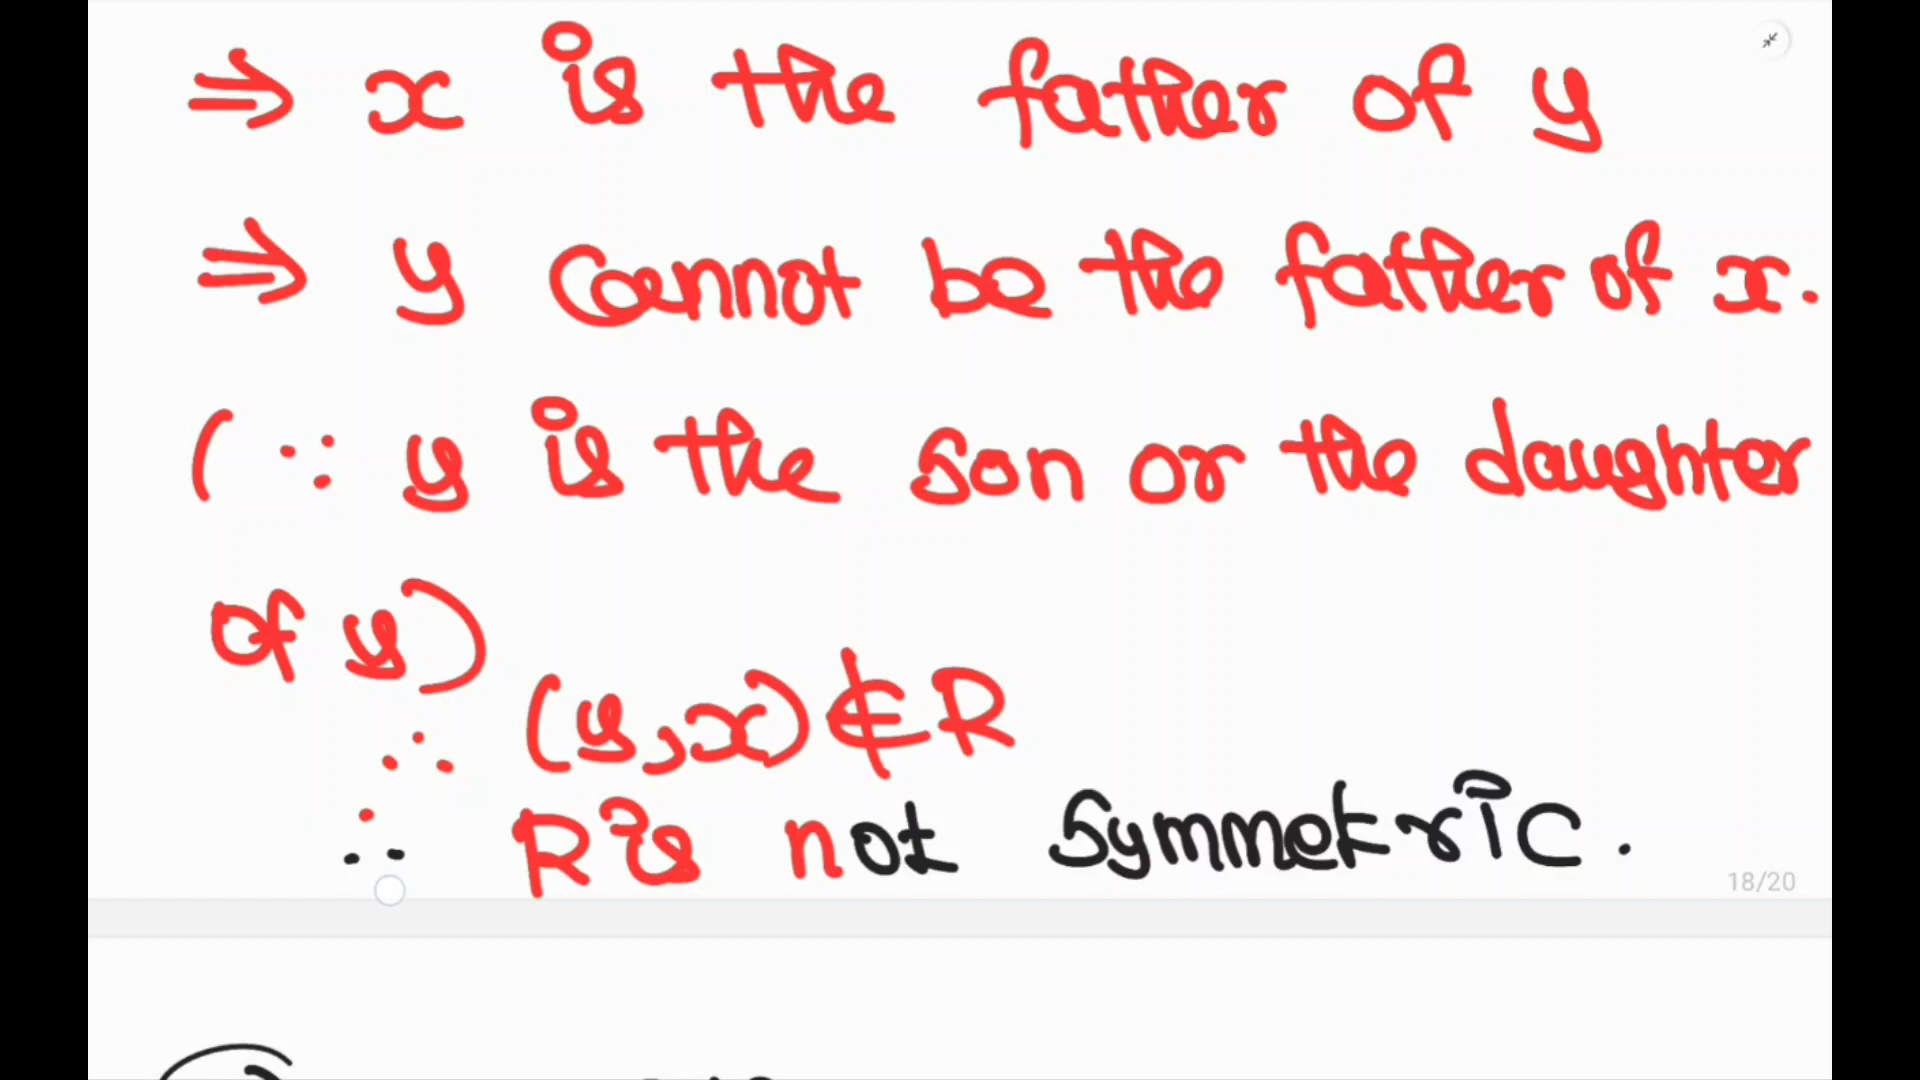 ⇒ x is the father of y
⇒ y cannot be the father of x.
(∵ y is the son or the daughter
of y)
∴ (y,x)∉R
∴ R is not symmetric.
18/20